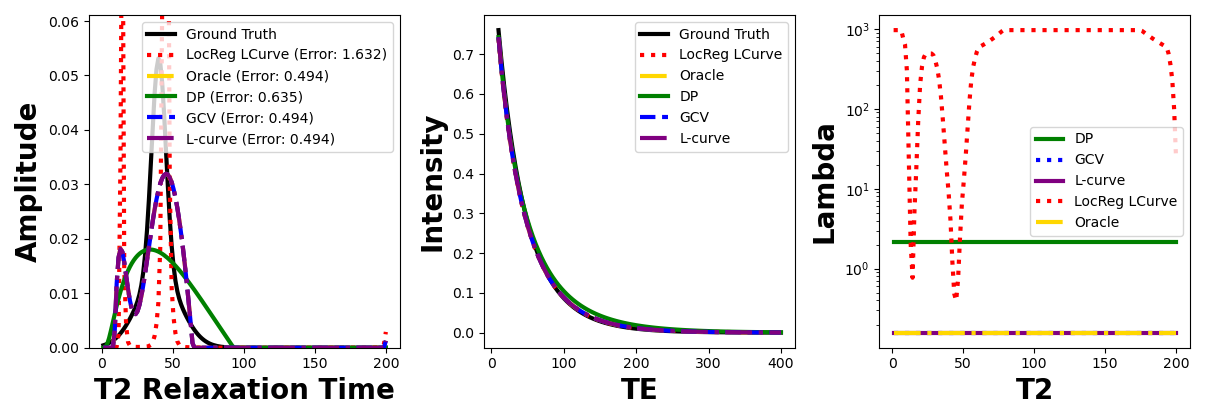 Amplitude
0.06
0.05
0.04
0.03
0.02
0.01
0.00
Ground Truth
LocReg LCurve (Error: 1.632)
Oracle (Error: 0.494)
DP (Error: 0.635)
GCV (Error: 0.494)
L-curve (Error: 0.494)
0 50 100 150 200
T2 Relaxation Time
Intensity
0.7
0.6
0.5
0.4
0.3
0.2
0.1
0.0
Ground Truth
LocReg LCurve
Oracle
DP
GCV
L-curve
0 100 200 300 400
TE
Lambda
10³
10²
10¹
10⁰
DP
GCV
L-curve
LocReg LCurve
Oracle
0 50 100 150 200
T2